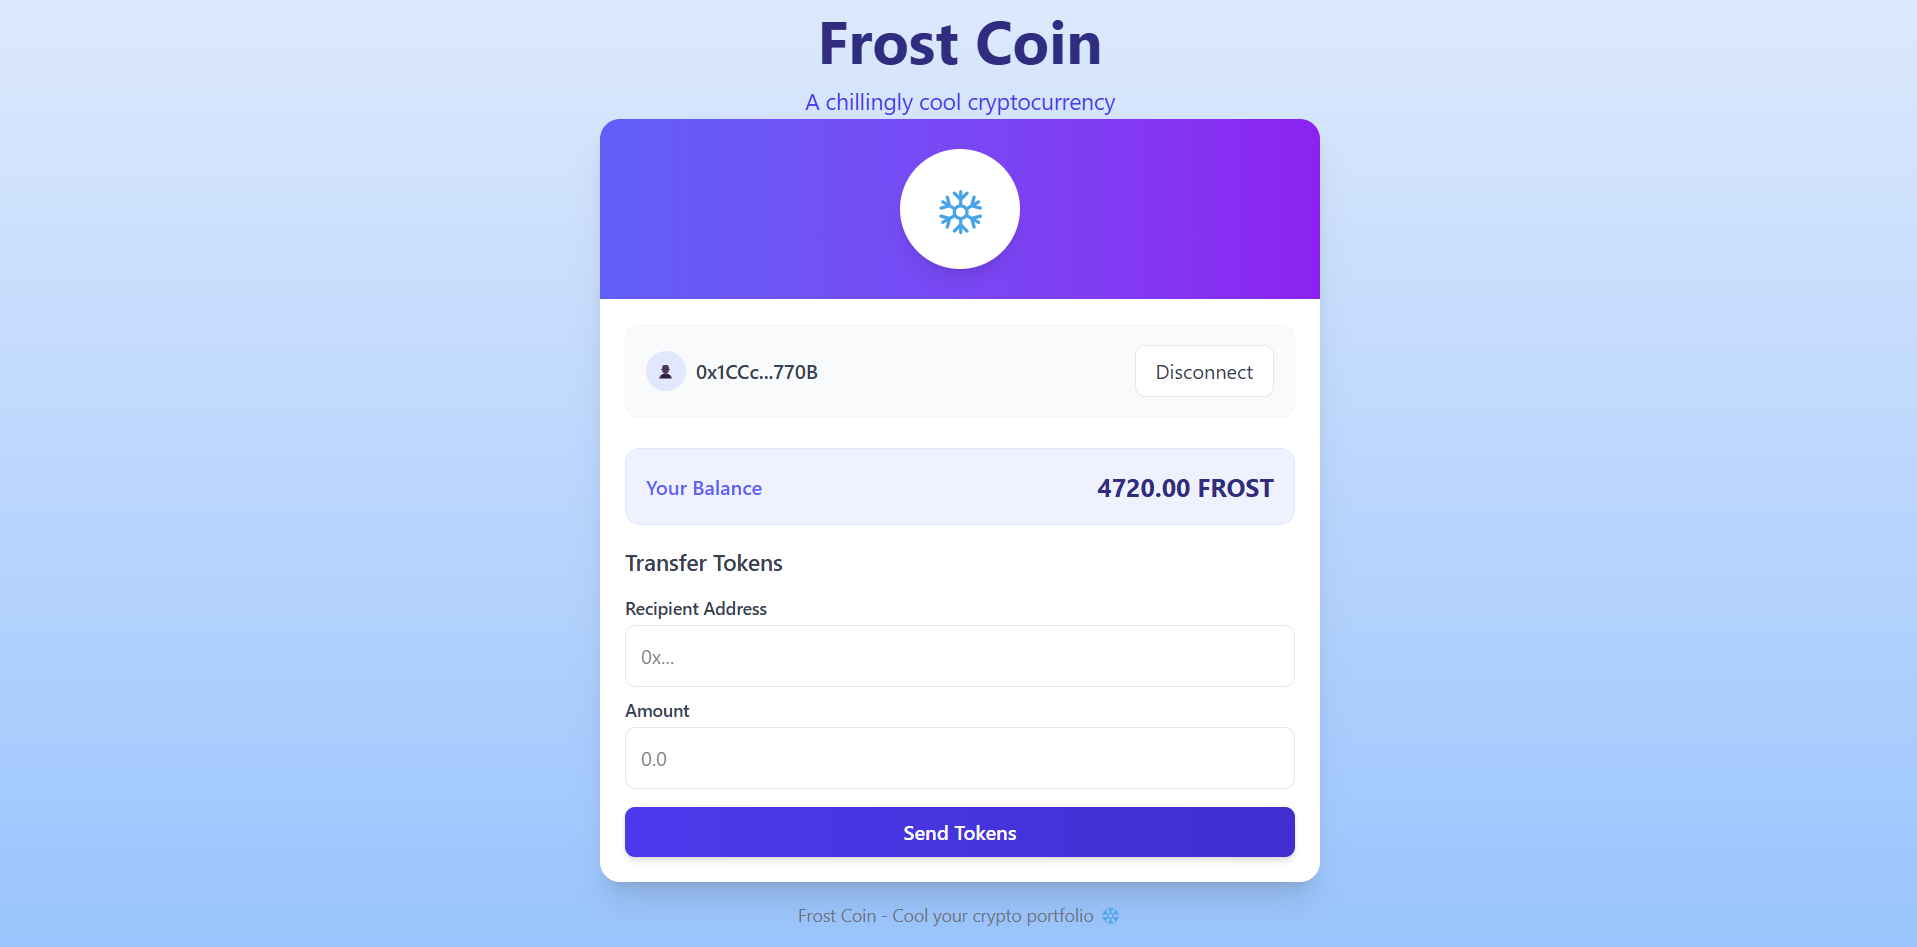 Frost Coin
A chillingly cool cryptocurrency
0x1CCc...770B
Disconnect
Your Balance
4720.00 FROST
Transfer Tokens
Recipient Address
0x...
Amount
0.0
Send Tokens
Frost Coin - Cool your crypto portfolio ❄️